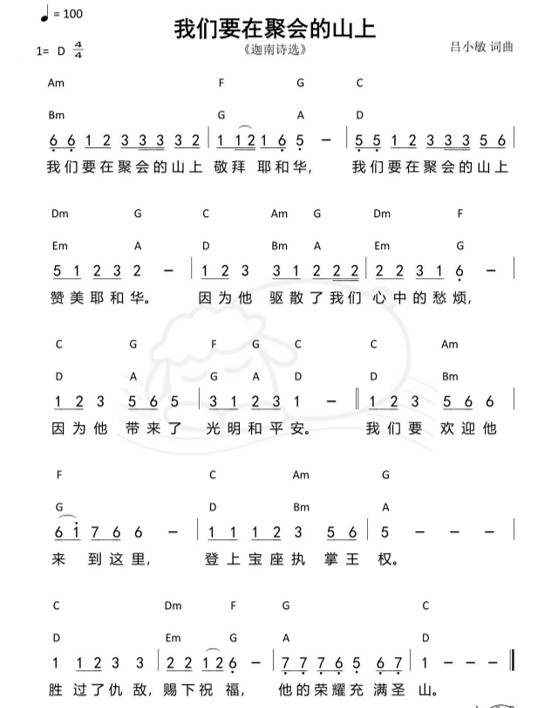 ♩ = 100
我们要在聚会的山上
《迦南诗选》
吕小敏 词曲
1= D 4/4
Am F G C
Bm G A D
6 6 1 2 3 3 3 3 2 | 1 1 2 1 6 5 – | 5 5 1 2 3 3 3 5 6 |
我们要在聚会的山上 敬拜 耶和华, 我们要在聚会的山上
Dm G C Am G Dm F
Em A D Bm A Em G
5 1 2 3 2 – | 1 2 3 3 1 2 2 2 | 2 2 3 1 6 – |
赞美耶和华。 因为他 驱散了我们 心中的愁烦,
C G F G C C Am
D A G A D D Bm
1 2 3 5 6 5 | 3 1 2 3 1 – ‖ 1 2 3 5 6 6 |
因为他 带来了 光明和平安。 我们要 欢迎他
F C Am G
G D Bm A
6 1 7 6 6 – | 1 1 1 2 3 5 6 | 5 – – – |
来 到这里, 登上宝座执 掌王 权。
C Dm F G C
D Em G A D
1 1 2 3 3 | 2 2 1 2 6 – | 7 7 7 6 5 6 7 | 1 – – ‖
胜 过了仇 敌, 赐下祝 福, 他的荣耀充 满圣 山。